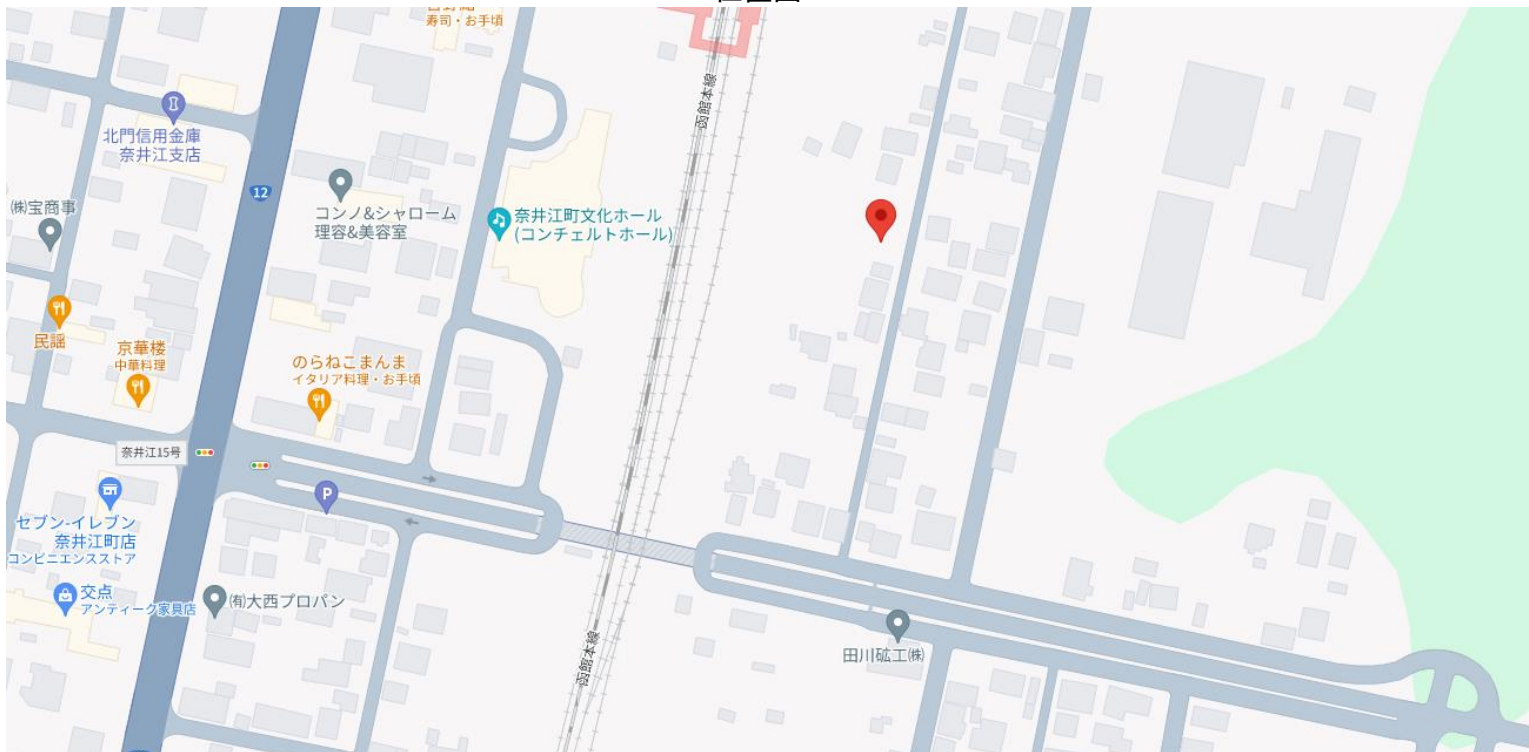 寿司・お手頃
函館本線
北門信用金庫
奈井江支店
12
コンノ&シャローム
理容&美容室
奈井江町文化ホール
(コンチェルトホール)
㈱宝商事
民謡
京華楼
中華料理
のらねこまんま
イタリア料理・お手頃
奈井江15号
P
セブン-イレブン
奈井江町店
コンビニエンスストア
交点
アンティーク家具店
㈲大西プロパン
函館本線
田川砿工㈱